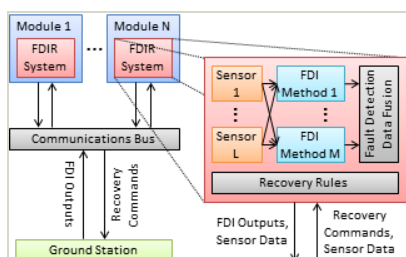 Module 1
FDIR
System
...
Module N
FDIR
System
Communications Bus
FDI Outputs
Recovery
Commands
Ground Station
Sensor
1
...
Sensor
L
FDI
Method 1
...
FDI
Method M
Fault Detection
Data Fusion
Recovery Rules
FDI Outputs,
Sensor Data
Recovery
Commands,
Sensor Data